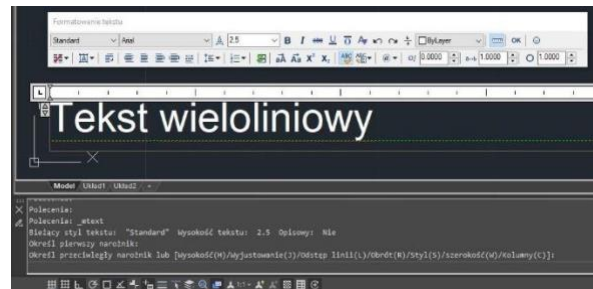 Formatowanie tekstu
Standard Arial 2.5 B I U O ByLayer OK
0.0000 1.0000 1.0000
Tekst wieloliniowy
Model Układ1 Układ2 +
Polecenie:
Polecenie: _mtext
Bieżący styl tekstu: "Standard" Wysokość tekstu: 2.5 Opisowy: Nie
Określ pierwszy narożnik:
Określ przeciwległy narożnik lub [Wysokość(H)/Wyjustowanie(J)/Odstęp linii(L)/Obrót(R)/Styl(S)/szerokość(W)/Kolumny(C)]: